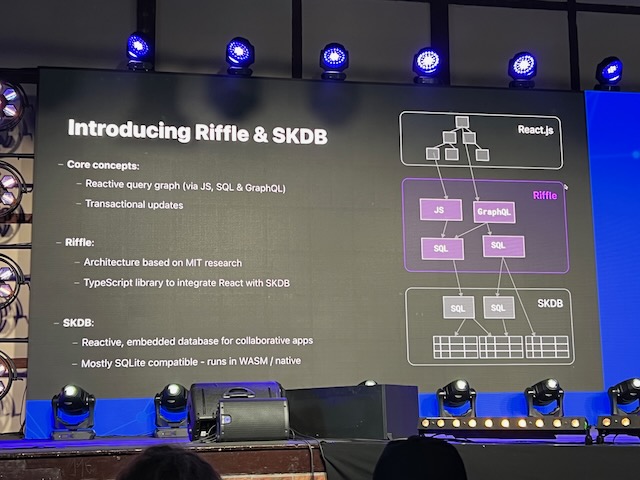 Introducing Riffle & SKDB
– Core concepts:
– Reactive query graph (via JS, SQL & GraphQL)
– Transactional updates
– Riffle:
– Architecture based on MIT research
– TypeScript library to integrate React with SKDB
– SKDB:
– Reactive, embedded database for collaborative apps
– Mostly SQLite compatible - runs in WASM / native
React.js
Riffle
JS
GraphQL
SQL
SQL
SKDB
SQL
SQL